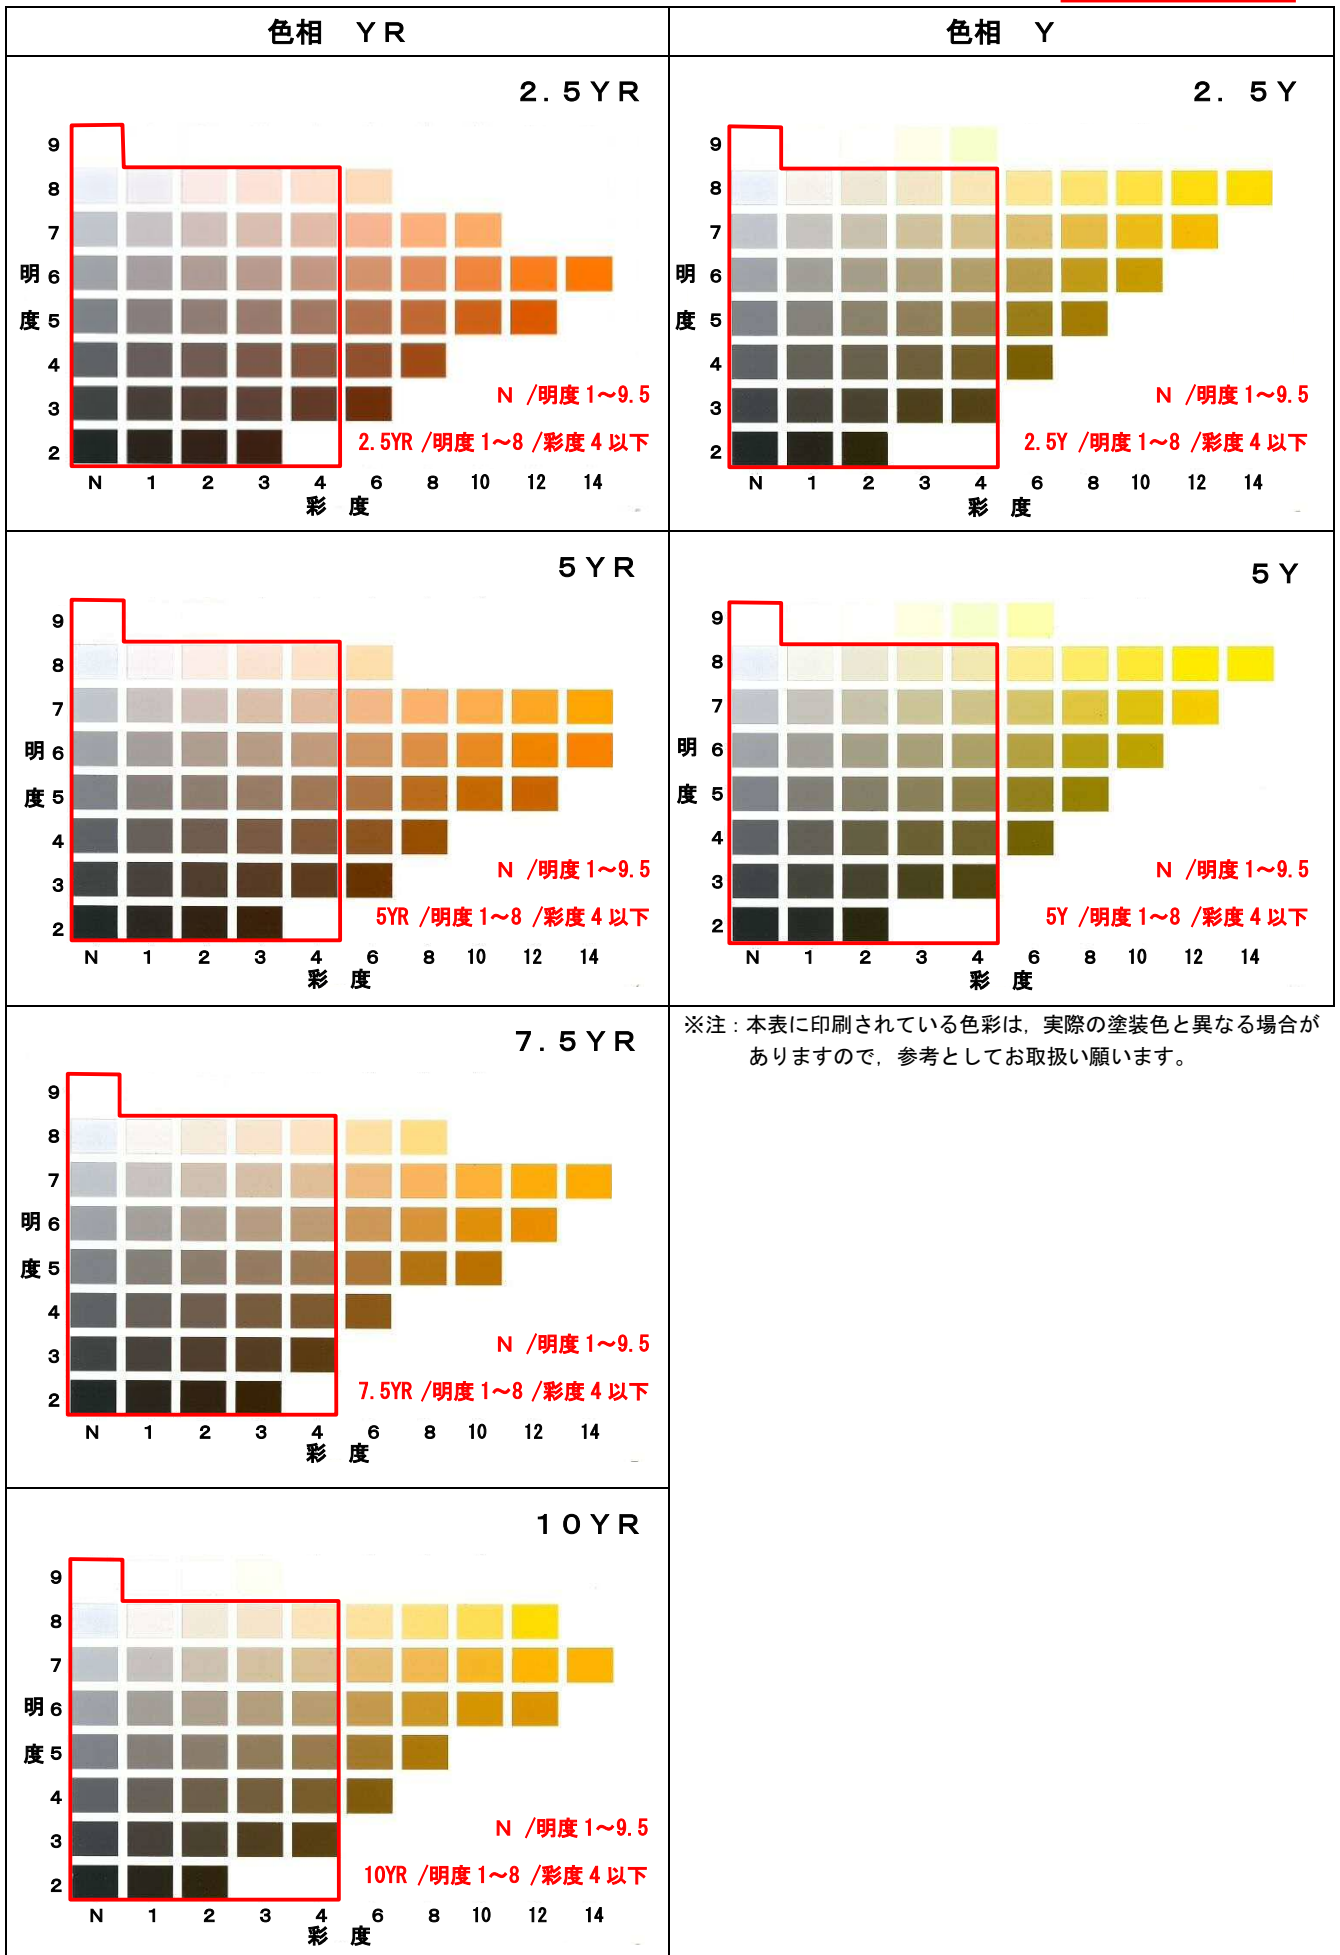 色相　ＹＲ
２．５ＹＲ
9
8
7
明 6
度 5
4
3
2
N /明度1～9.5
2.5YR /明度1～8 /彩度4以下
N 1 2 3 4 6 8 10 12 14
彩　度
５ＹＲ
9
8
7
明 6
度 5
4
3
2
N /明度1～9.5
5YR /明度1～8 /彩度4以下
N 1 2 3 4 6 8 10 12 14
彩　度
７．５ＹＲ
9
8
7
明 6
度 5
4
3
2
N /明度1～9.5
7.5YR /明度1～8 /彩度4以下
N 1 2 3 4 6 8 10 12 14
彩　度
１０ＹＲ
9
8
7
明 6
度 5
4
3
2
N /明度1～9.5
10YR /明度1～8 /彩度4以下
N 1 2 3 4 6 8 10 12 14
彩　度
色相　Ｙ
２．５Ｙ
9
8
7
明 6
度 5
4
3
2
N /明度1～9.5
2.5Y /明度1～8 /彩度4以下
N 1 2 3 4 6 8 10 12 14
彩　度
５Ｙ
9
8
7
明 6
度 5
4
3
2
N /明度1～9.5
5Y /明度1～8 /彩度4以下
N 1 2 3 4 6 8 10 12 14
彩　度
※注：本表に印刷されている色彩は，実際の塗装色と異なる場合が
ありますので，参考としてお取扱い願います。